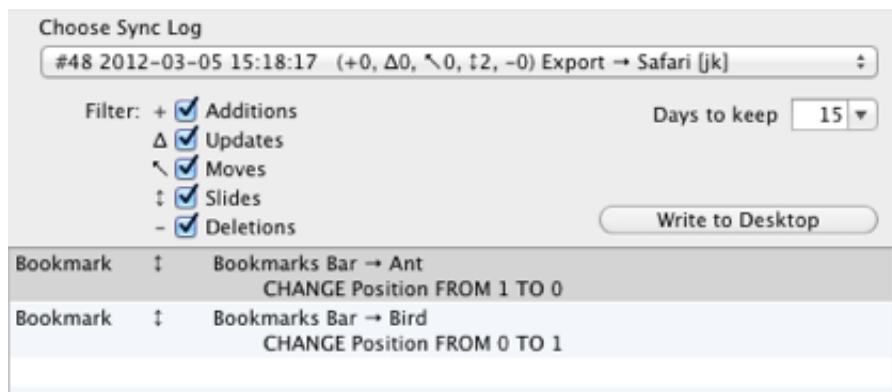 Choose Sync Log
#48 2012-03-05 15:18:17 (+0, Δ0, ↖0, ↕2, -0) Export → Safari [jk]
Filter: + Additions Days to keep 15
Δ Updates
↖ Moves
↕ Slides
- Deletions Write to Desktop
Bookmark ↕ Bookmarks Bar → Ant
CHANGE Position FROM 1 TO 0
Bookmark ↕ Bookmarks Bar → Bird
CHANGE Position FROM 0 TO 1